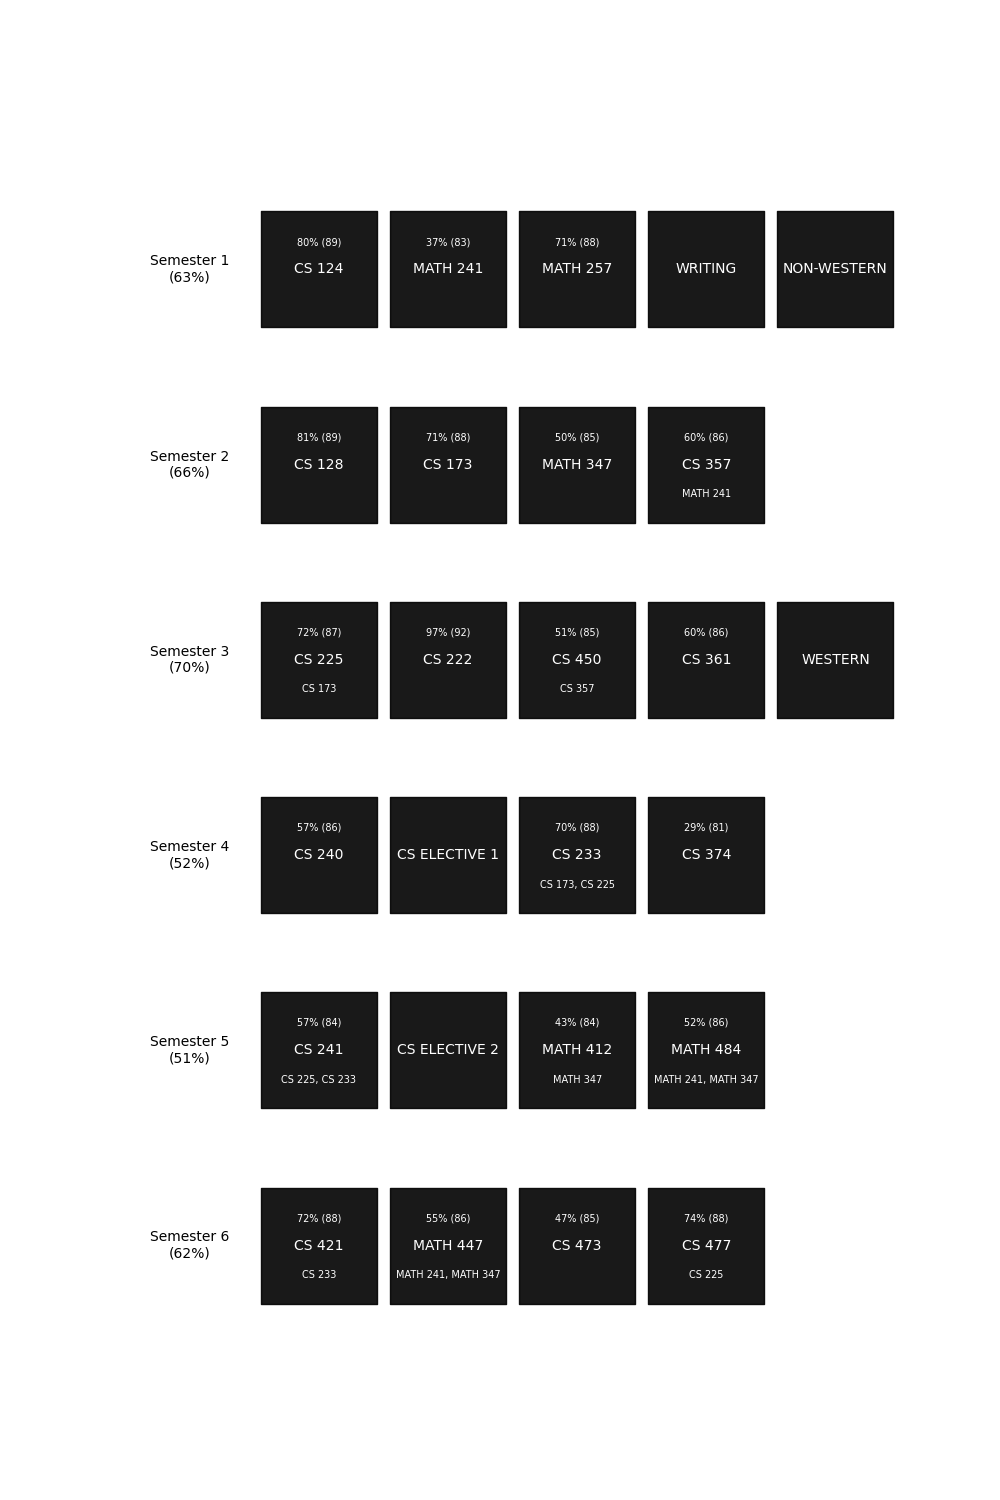 Semester 1
(63%)
80% (89)
CS 124
37% (83)
MATH 241
71% (88)
MATH 257
WRITING
NON-WESTERN
Semester 2
(66%)
81% (89)
CS 128
71% (88)
CS 173
50% (85)
MATH 347
60% (86)
CS 357
MATH 241
Semester 3
(70%)
72% (87)
CS 225
CS 173
97% (92)
CS 222
51% (85)
CS 450
CS 357
60% (86)
CS 361
WESTERN
Semester 4
(52%)
57% (86)
CS 240
CS ELECTIVE 1
70% (88)
CS 233
CS 173, CS 225
29% (81)
CS 374
Semester 5
(51%)
57% (84)
CS 241
CS 225, CS 233
CS ELECTIVE 2
43% (84)
MATH 412
MATH 347
52% (86)
MATH 484
MATH 241, MATH 347
Semester 6
(62%)
72% (88)
CS 421
CS 233
55% (86)
MATH 447
MATH 241, MATH 347
47% (85)
CS 473
74% (88)
CS 477
CS 225